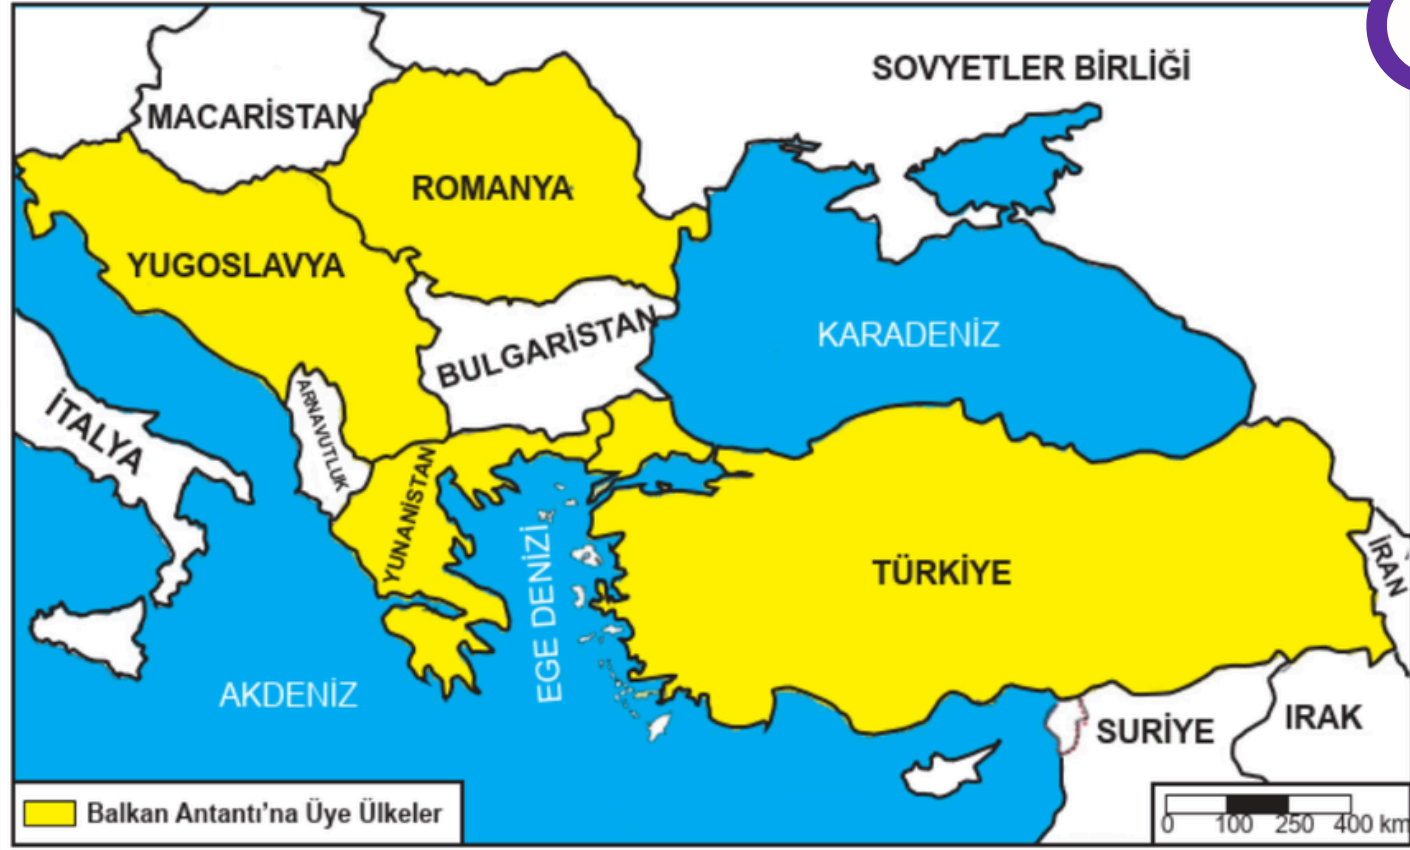 SOVYETLER BİRLİĞİ
MACARİSTAN
ROMANYA
YUGOSLAVYA
BULGARİSTAN
KARADENİZ
ARNAVUTLUK
İTALYA
YUNANİSTAN
EGE DENİZİ
TÜRKİYE
İRAN
AKDENİZ
SURİYE
IRAK
Balkan Antantı'na Üye Ülkeler
0 100 250 400 km